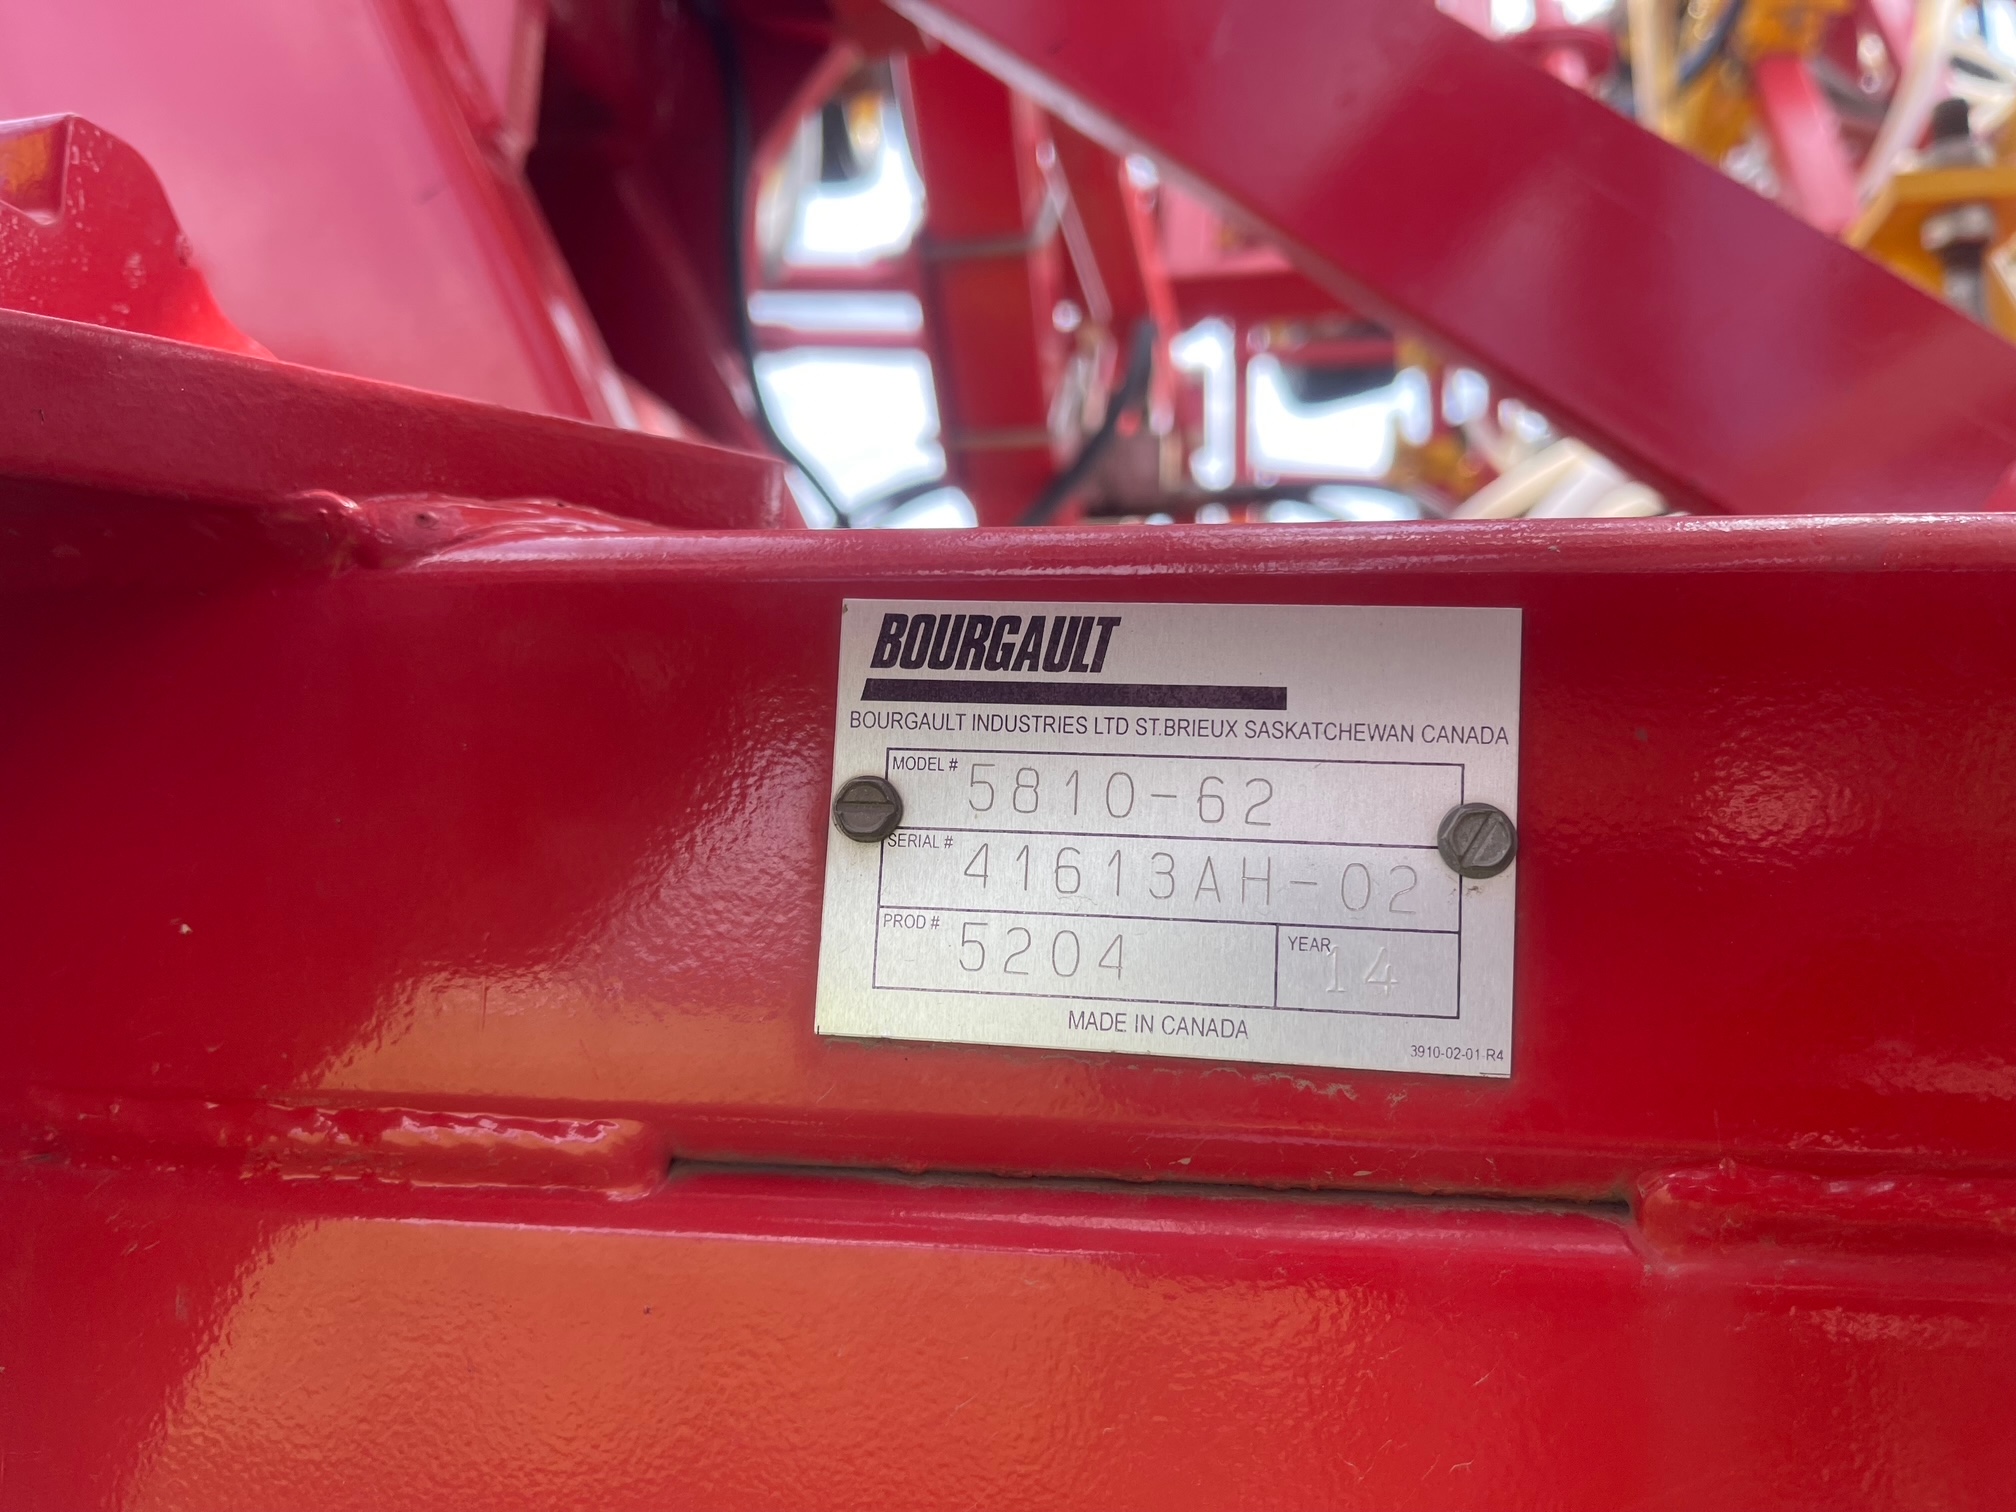 BOURGAULT
BOURGAULT INDUSTRIES LTD ST.BRIEUX SASKATCHEWAN CANADA
MODEL # 5810-62
SERIAL # 41613AH-02
PROD # 5204 YEAR 14
MADE IN CANADA
3910-02-01-R4